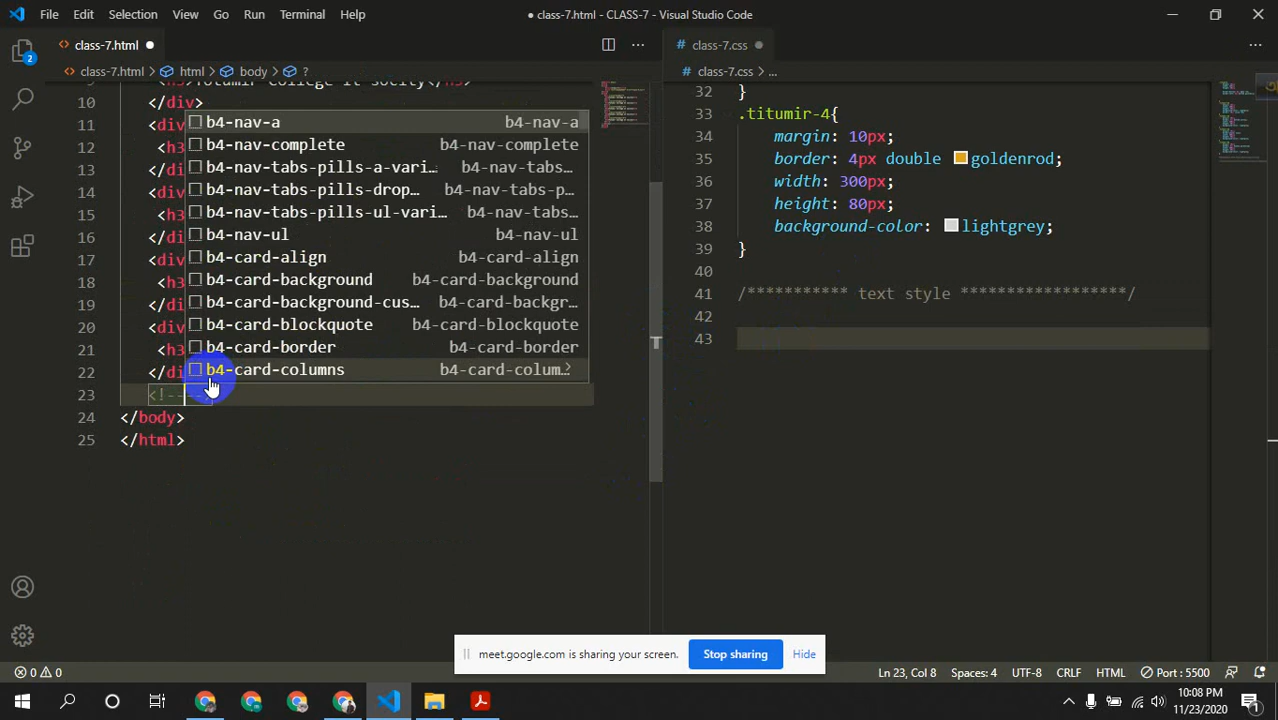 File Edit Selection View Go Run Terminal Help
● class-7.html - CLASS-7 - Visual Studio Code
class-7.html ●
class-7.html > html > body > ?
10 </div>
11 <div
12 <h3
13 </di
14 <div
15 <h3
16 </di
17 <div
18 <h3
19 </di
20 <div
21 <h3
22 </di
23 <!---->
24 </body>
25 </html>
b4-nav-a b4-nav-a
b4-nav-complete b4-nav-complete
b4-nav-tabs-pills-a-vari… b4-nav-tabs…
b4-nav-tabs-pills-drop… b4-nav-tabs-p…
b4-nav-tabs-pills-ul-vari… b4-nav-tabs…
b4-nav-ul b4-nav-ul
b4-card-align b4-card-align
b4-card-background b4-card-background
b4-card-background-cus… b4-card-backgr…
b4-card-blockquote b4-card-blockquote
b4-card-border b4-card-border
b4-card-columns b4-card-colum… >
# class-7.css ●
# class-7.css > ...
32 }
33 .titumir-4{
34 margin: 10px;
35 border: 4px double goldenrod;
36 width: 300px;
37 height: 80px;
38 background-color: lightgrey;
39 }
40
41 /*********** text style ******************/
42
43
meet.google.com is sharing your screen. Stop sharing Hide
0 0 Ln 23, Col 8 Spaces: 4 UTF-8 CRLF HTML Port : 5500
2
10:08 PM
11/23/2020
1